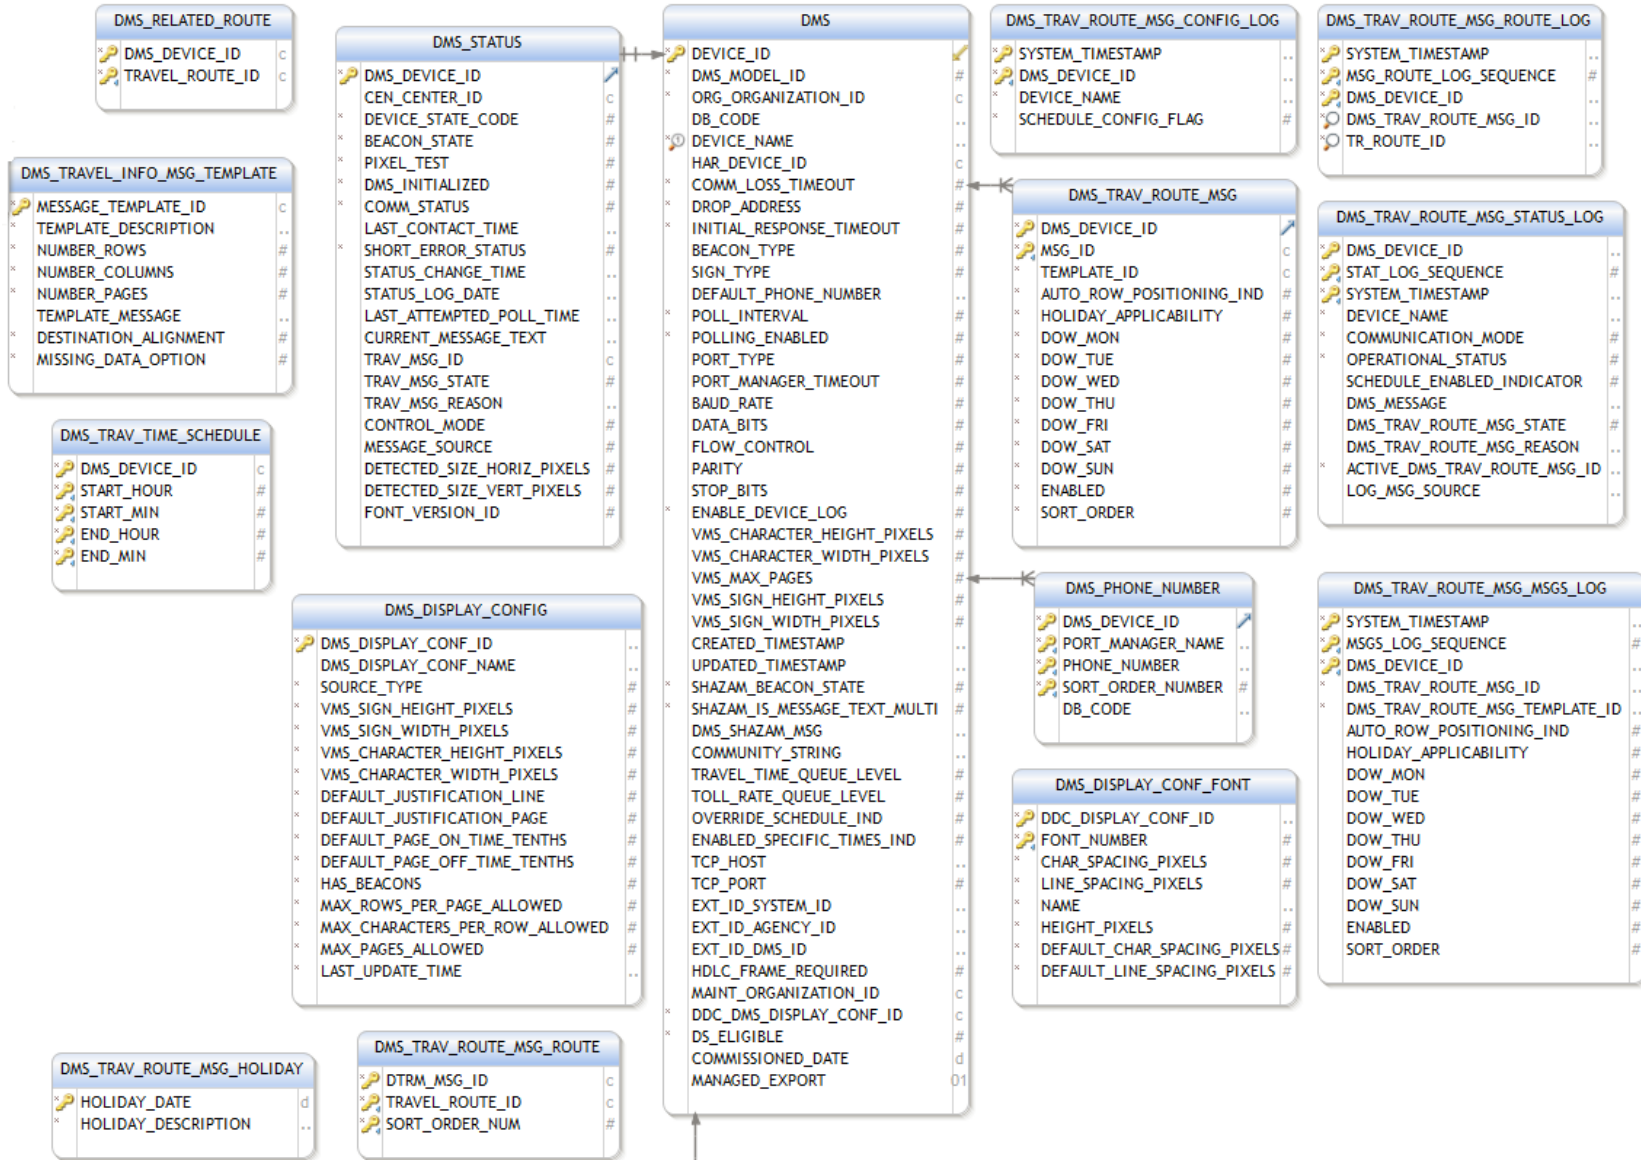 DMS_RELATED_ROUTE
DMS_DEVICE_ID c
TRAVEL_ROUTE_ID c
DMS_TRAVEL_INFO_MSG_TEMPLATE
MESSAGE_TEMPLATE_ID c
TEMPLATE_DESCRIPTION ..
NUMBER_ROWS #
NUMBER_COLUMNS #
NUMBER_PAGES #
TEMPLATE_MESSAGE ..
DESTINATION_ALIGNMENT #
MISSING_DATA_OPTION #
DMS_TRAV_TIME_SCHEDULE
DMS_DEVICE_ID c
START_HOUR #
START_MIN #
END_HOUR #
END_MIN #
DMS_STATUS
DMS_DEVICE_ID
CEN_CENTER_ID c
DEVICE_STATE_CODE #
BEACON_STATE #
PIXEL_TEST #
DMS_INITIALIZED #
COMM_STATUS #
LAST_CONTACT_TIME ..
SHORT_ERROR_STATUS #
STATUS_CHANGE_TIME ..
STATUS_LOG_DATE ..
LAST_ATTEMPTED_POLL_TIME ..
CURRENT_MESSAGE_TEXT ..
TRAV_MSG_ID c
TRAV_MSG_STATE #
TRAV_MSG_REASON ..
CONTROL_MODE #
MESSAGE_SOURCE #
DETECTED_SIZE_HORIZ_PIXELS #
DETECTED_SIZE_VERT_PIXELS #
FONT_VERSION_ID #
DMS_DISPLAY_CONFIG
DMS_DISPLAY_CONF_ID ..
DMS_DISPLAY_CONF_NAME ..
SOURCE_TYPE #
VMS_SIGN_HEIGHT_PIXELS #
VMS_SIGN_WIDTH_PIXELS #
VMS_CHARACTER_HEIGHT_PIXELS #
VMS_CHARACTER_WIDTH_PIXELS #
DEFAULT_JUSTIFICATION_LINE #
DEFAULT_JUSTIFICATION_PAGE #
DEFAULT_PAGE_ON_TIME_TENTHS #
DEFAULT_PAGE_OFF_TIME_TENTHS #
HAS_BEACONS #
MAX_ROWS_PER_PAGE_ALLOWED #
MAX_CHARACTERS_PER_ROW_ALLOWED #
MAX_PAGES_ALLOWED #
LAST_UPDATE_TIME ..
DMS_TRAV_ROUTE_MSG_HOLIDAY
HOLIDAY_DATE d
HOLIDAY_DESCRIPTION ..
DMS_TRAV_ROUTE_MSG_ROUTE
DTRM_MSG_ID c
TRAVEL_ROUTE_ID c
SORT_ORDER_NUM #
DMS
DEVICE_ID
DMS_MODEL_ID #
ORG_ORGANIZATION_ID c
DB_CODE ..
DEVICE_NAME ..
HAR_DEVICE_ID c
COMM_LOSS_TIMEOUT #
DROP_ADDRESS #
INITIAL_RESPONSE_TIMEOUT #
BEACON_TYPE #
SIGN_TYPE #
DEFAULT_PHONE_NUMBER ..
POLL_INTERVAL #
POLLING_ENABLED #
PORT_TYPE #
PORT_MANAGER_TIMEOUT #
BAUD_RATE #
DATA_BITS #
FLOW_CONTROL #
PARITY #
STOP_BITS #
ENABLE_DEVICE_LOG #
VMS_CHARACTER_HEIGHT_PIXELS #
VMS_CHARACTER_WIDTH_PIXELS #
VMS_MAX_PAGES #
VMS_SIGN_HEIGHT_PIXELS #
VMS_SIGN_WIDTH_PIXELS #
CREATED_TIMESTAMP ..
UPDATED_TIMESTAMP ..
SHAZAM_BEACON_STATE #
SHAZAM_IS_MESSAGE_TEXT_MULTI #
DMS_SHAZAM_MSG ..
COMMUNITY_STRING ..
TRAVEL_TIME_QUEUE_LEVEL #
TOLL_RATE_QUEUE_LEVEL #
OVERRIDE_SCHEDULE_IND #
ENABLED_SPECIFIC_TIMES_IND #
TCP_HOST ..
TCP_PORT #
EXT_ID_SYSTEM_ID ..
EXT_ID_AGENCY_ID ..
EXT_ID_DMS_ID ..
HDLC_FRAME_REQUIRED #
MAINT_ORGANIZATION_ID c
DDC_DMS_DISPLAY_CONF_ID c
DS_ELIGIBLE #
COMMISSIONED_DATE d
MANAGED_EXPORT 01
DMS_TRAV_ROUTE_MSG_CONFIG_LOG
SYSTEM_TIMESTAMP ..
DMS_DEVICE_ID ..
DEVICE_NAME ..
SCHEDULE_CONFIG_FLAG #
DMS_TRAV_ROUTE_MSG
DMS_DEVICE_ID
MSG_ID c
TEMPLATE_ID c
AUTO_ROW_POSITIONING_IND #
HOLIDAY_APPLICABILITY #
DOW_MON #
DOW_TUE #
DOW_WED #
DOW_THU #
DOW_FRI #
DOW_SAT #
DOW_SUN #
ENABLED #
SORT_ORDER #
DMS_PHONE_NUMBER
DMS_DEVICE_ID
PORT_MANAGER_NAME ..
PHONE_NUMBER ..
SORT_ORDER_NUMBER #
DB_CODE ..
DMS_DISPLAY_CONF_FONT
DDC_DISPLAY_CONF_ID ..
FONT_NUMBER #
CHAR_SPACING_PIXELS #
LINE_SPACING_PIXELS #
NAME ..
HEIGHT_PIXELS #
DEFAULT_CHAR_SPACING_PIXELS #
DEFAULT_LINE_SPACING_PIXELS #
DMS_TRAV_ROUTE_MSG_ROUTE_LOG
SYSTEM_TIMESTAMP ..
MSG_ROUTE_LOG_SEQUENCE #
DMS_DEVICE_ID ..
DMS_TRAV_ROUTE_MSG_ID ..
TR_ROUTE_ID ..
DMS_TRAV_ROUTE_MSG_STATUS_LOG
DMS_DEVICE_ID ..
STAT_LOG_SEQUENCE #
SYSTEM_TIMESTAMP ..
DEVICE_NAME ..
COMMUNICATION_MODE #
OPERATIONAL_STATUS #
SCHEDULE_ENABLED_INDICATOR #
DMS_MESSAGE ..
DMS_TRAV_ROUTE_MSG_STATE #
DMS_TRAV_ROUTE_MSG_REASON ..
ACTIVE_DMS_TRAV_ROUTE_MSG_ID ..
LOG_MSG_SOURCE ..
DMS_TRAV_ROUTE_MSG_MSGS_LOG
SYSTEM_TIMESTAMP ..
MSGS_LOG_SEQUENCE #
DMS_DEVICE_ID ..
DMS_TRAV_ROUTE_MSG_ID ..
DMS_TRAV_ROUTE_MSG_TEMPLATE_ID ..
AUTO_ROW_POSITIONING_IND #
HOLIDAY_APPLICABILITY #
DOW_MON #
DOW_TUE #
DOW_WED #
DOW_THU #
DOW_FRI #
DOW_SAT #
DOW_SUN #
ENABLED #
SORT_ORDER #